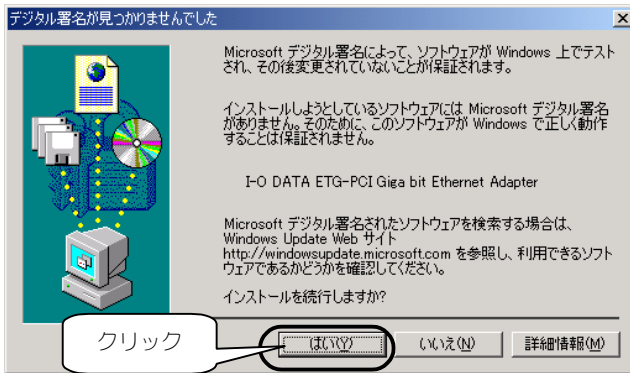 デジタル署名が見つかりませんでした
Microsoft デジタル署名によって、ソフトウェアが Windows 上でテスト
され、その後変更されていないことが保証されます。
インストールしようとしているソフトウェアには Microsoft デジタル署名
がありません。そのために、このソフトウェアが Windows で正しく動作
することは保証されません。
I-O DATA ETG-PCI Giga bit Ethernet Adapter
Microsoft デジタル署名されたソフトウェアを検索する場合は、
Windows Update Web サイト
http://windowsupdate.microsoft.com を参照し、利用できるソフト
ウェアであるかどうかを確認してください。
インストールを続行しますか?
クリック
はい(Y) いいえ(N) 詳細情報(M)